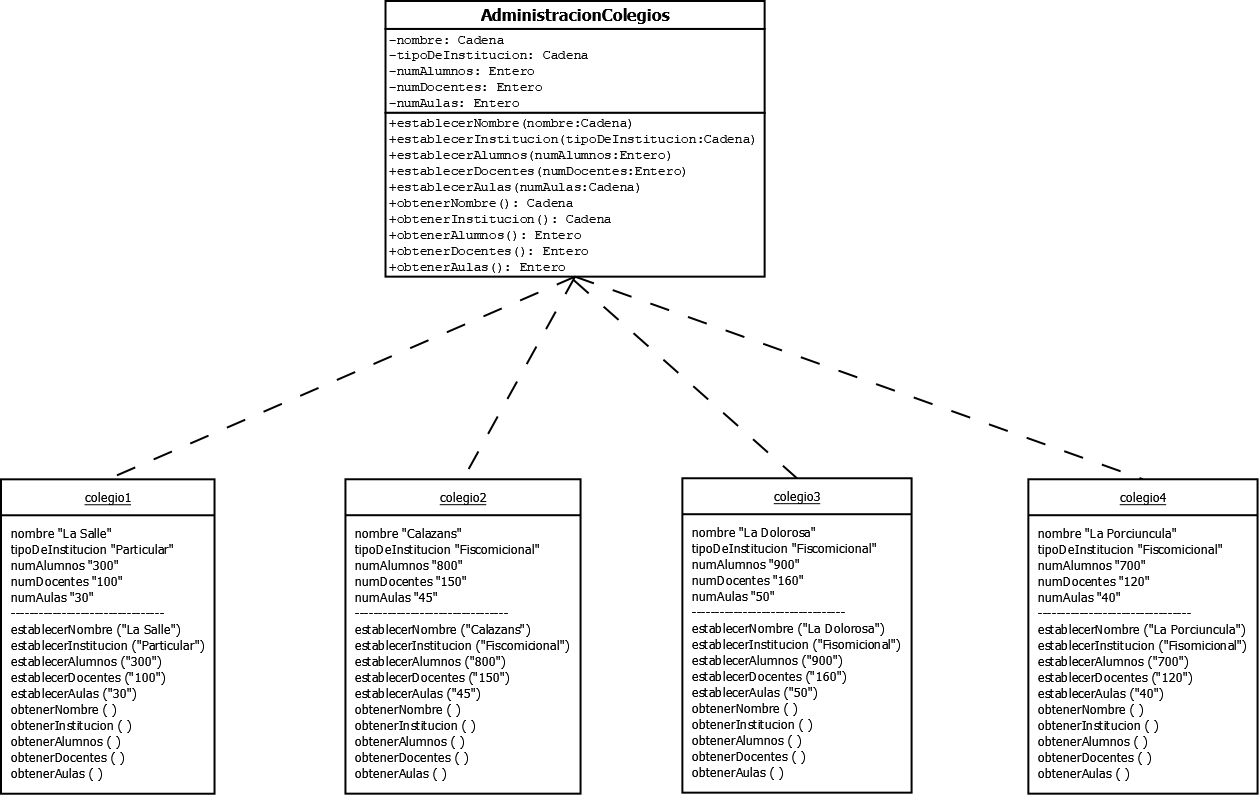 AdministracionColegios
-nombre: Cadena
-tipoDeInstitucion: Cadena
-numAlumnos: Entero
-numDocentes: Entero
-numAulas: Entero
+establecerNombre(nombre:Cadena)
+establecerInstitucion(tipoDeInstitucion:Cadena)
+establecerAlumnos(numAlumnos:Entero)
+establecerDocentes(numDocentes:Entero)
+establecerAulas(numAulas:Cadena)
+obtenerNombre(): Cadena
+obtenerInstitucion(): Cadena
+obtenerAlumnos(): Entero
+obtenerDocentes(): Entero
+obtenerAulas(): Entero
colegio1
nombre "La Salle"
tipoDeInstitucion "Particular"
numAlumnos "300"
numDocentes "100"
numAulas "30"
---------------------------------
establecerNombre ("La Salle")
establecerInstitucion ("Particular")
establecerAlumnos ("300")
establecerDocentes ("100")
establecerAulas ("30")
obtenerNombre ( )
obtenerInstitucion ( )
obtenerAlumnos ( )
obtenerDocentes ( )
obtenerAulas ( )
colegio2
nombre "Calazans"
tipoDeInstitucion "Fiscomicional"
numAlumnos "800"
numDocentes "150"
numAulas "45"
---------------------------------
establecerNombre ("Calazans")
establecerInstitucion ("Fiscomicional")
establecerAlumnos ("800")
establecerDocentes ("150")
establecerAulas ("45")
obtenerNombre ( )
obtenerInstitucion ( )
obtenerAlumnos ( )
obtenerDocentes ( )
obtenerAulas ( )
colegio3
nombre "La Dolorosa"
tipoDeInstitucion "Fiscomicional"
numAlumnos "900"
numDocentes "160"
numAulas "50"
---------------------------------
establecerNombre ("La Dolorosa")
establecerInstitucion ("Fisomicional")
establecerAlumnos ("900")
establecerDocentes ("160")
establecerAulas ("50")
obtenerNombre ( )
obtenerInstitucion ( )
obtenerAlumnos ( )
obtenerDocentes ( )
obtenerAulas ( )
colegio4
nombre "La Porciuncula"
tipoDeInstitucion "Fiscomicional"
numAlumnos "700"
numDocentes "120"
numAulas "40"
---------------------------------
establecerNombre ("La Porciuncula")
establecerInstitucion ("Fisomicional")
establecerAlumnos ("700")
establecerDocentes ("120")
establecerAulas ("40")
obtenerNombre ( )
obtenerInstitucion ( )
obtenerAlumnos ( )
obtenerDocentes ( )
obtenerAulas ( )